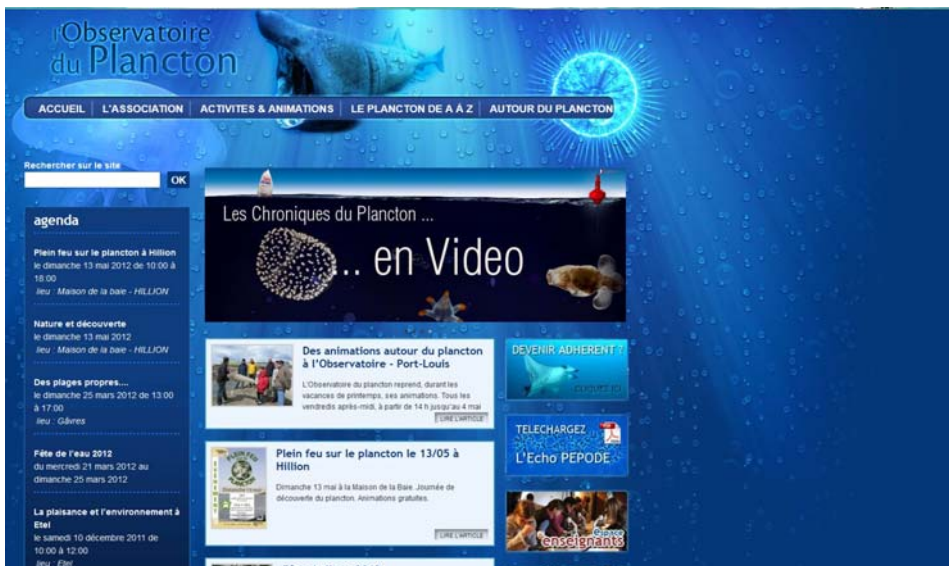 l'Observatoire
du Plancton
ACCUEIL
L'ASSOCIATION
ACTIVITES & ANIMATIONS
LE PLANCTON DE A Á Z
AUTOUR DU PLANCTON
Rechercher sur le site
OK
agenda
Plein feu sur le plancton à Hillion
le dimanche 13 mai 2012 de 10:00 à
18:00
lieu : Maison de la baie - HILLION
Nature et découverte
le dimanche 13 mai 2012
lieu : Maison de la baie - HILLION
Des plages propres....
le dimanche 25 mars 2012 de 13:00
à 17:00
lieu : Gâvres
Fête de l'eau 2012
du mercredi 21 mars 2012 au
dimanche 25 mars 2012
La plaisance et l'environnement à
Etel
le samedi 10 décembre 2011 de
10:00 à 12:00
lieu : Etel
Les Chroniques du Plancton ...
... en Video
Des animations autour du plancton
à l'Observatoire - Port-Louis
L'Observatoire du plancton reprend, durant les
vacances de printemps, ses animations. Tous les
vendredis après-midi, à partir de 14 h jusqu'au 4 mai
LIRE L'ARTICLE
Plein feu sur le plancton le 13/05 à
Hillion
PLEIN FEU
PLANCTON
Dimanche 13 mai à la Maison de la Baie. Journée de
découverte du plancton. Animations gratuites.
LIRE L'ARTICLE
DEVENIR ADHERENT ?
CLIQUEZ ICI
TELECHARGEZ
L'Echo PEPODE
espace
enseignants